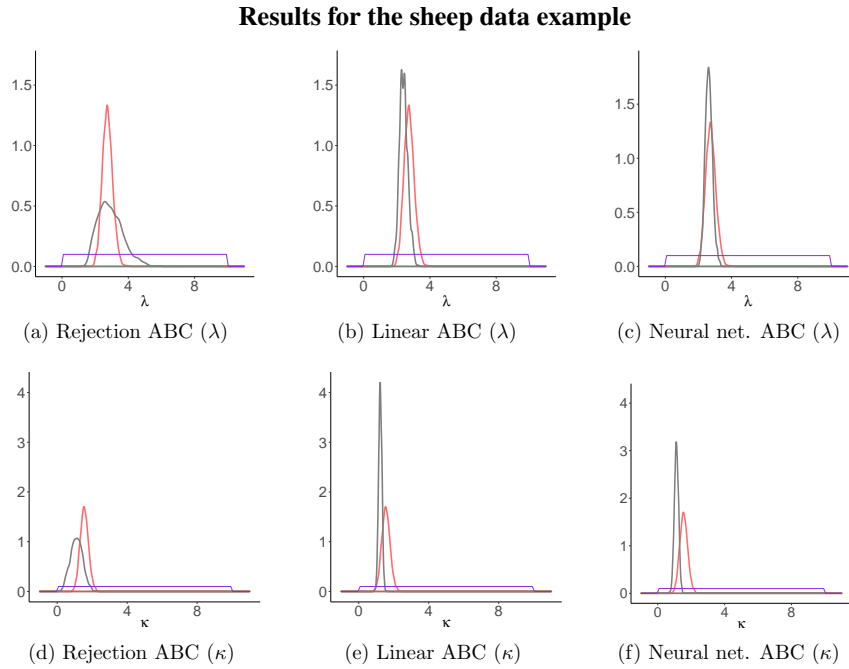 Results for the sheep data example
1.5
1.0
0.5
0.0
0 4 8
λ
(a) Rejection ABC (λ)
1.5
1.0
0.5
0.0
0 4 8
λ
(b) Linear ABC (λ)
1.5
1.0
0.5
0.0
0 4 8
λ
(c) Neural net. ABC (λ)
4
3
2
1
0
0 4 8
κ
(d) Rejection ABC (κ)
4
3
2
1
0
0 4 8
κ
(e) Linear ABC (κ)
4
3
2
1
0
0 4 8
κ
(f) Neural net. ABC (κ)